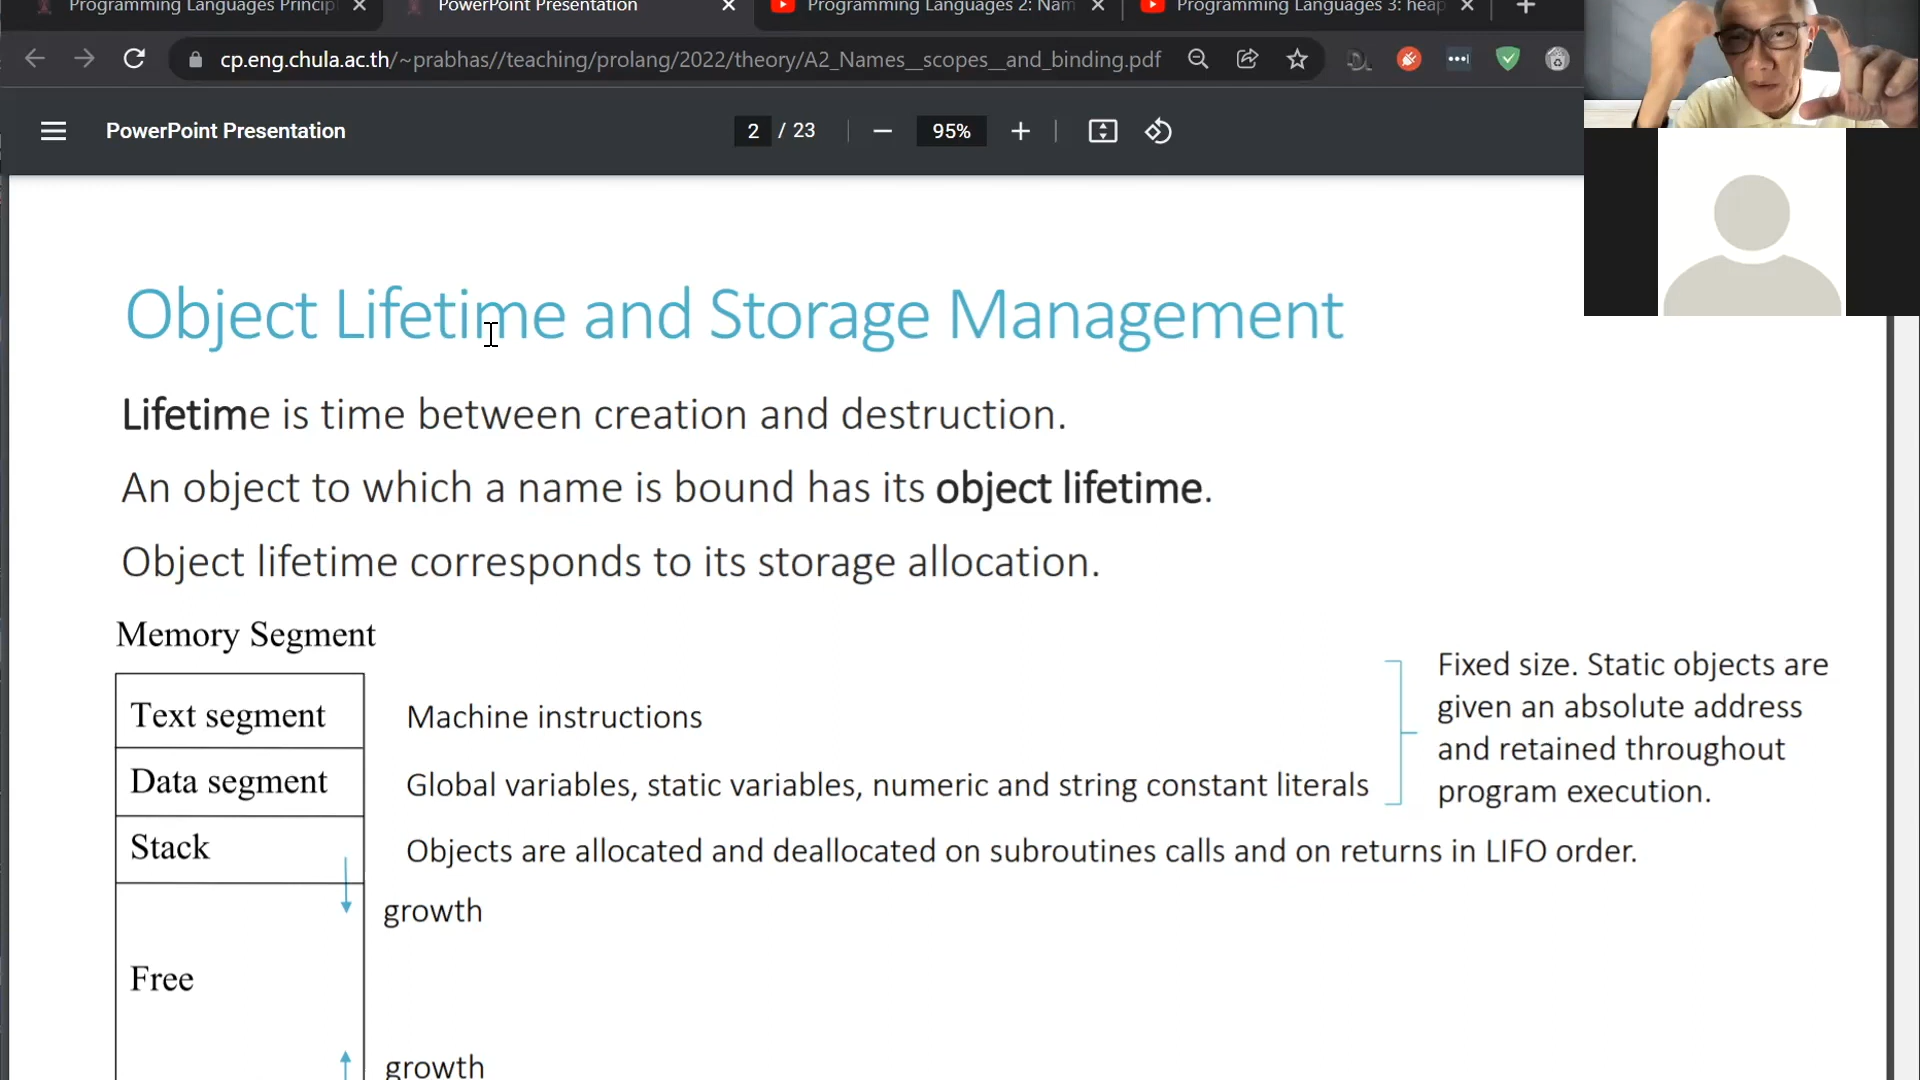 Programming Languages Princip
PowerPoint Presentation
Programming Languages 2: Nam
Programming Languages 3: heap
cp.eng.chula.ac.th/~prabhas//teaching/prolang/2022/theory/A2_Names__scopes__and_binding.pdf
PowerPoint Presentation
2 / 23
95%
Object Lifetime and Storage Management
Lifetime is time between creation and destruction.
An object to which a name is bound has its object lifetime.
Object lifetime corresponds to its storage allocation.
Memory Segment
Text segment
Machine instructions
Data segment
Global variables, static variables, numeric and string constant literals
Fixed size. Static objects are
given an absolute address
and retained throughout
program execution.
Stack
Objects are allocated and deallocated on subroutines calls and on returns in LIFO order.
growth
Free
growth